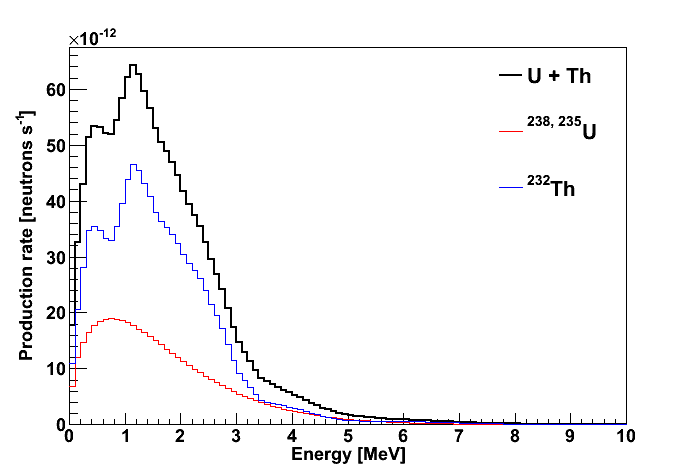 ×10⁻¹²
Production rate [neutrons s⁻¹]
60
50
40
30
20
10
0
U + Th
²³⁸, ²³⁵U
²³²Th
0 1 2 3 4 5 6 7 8 9 10
Energy [MeV]